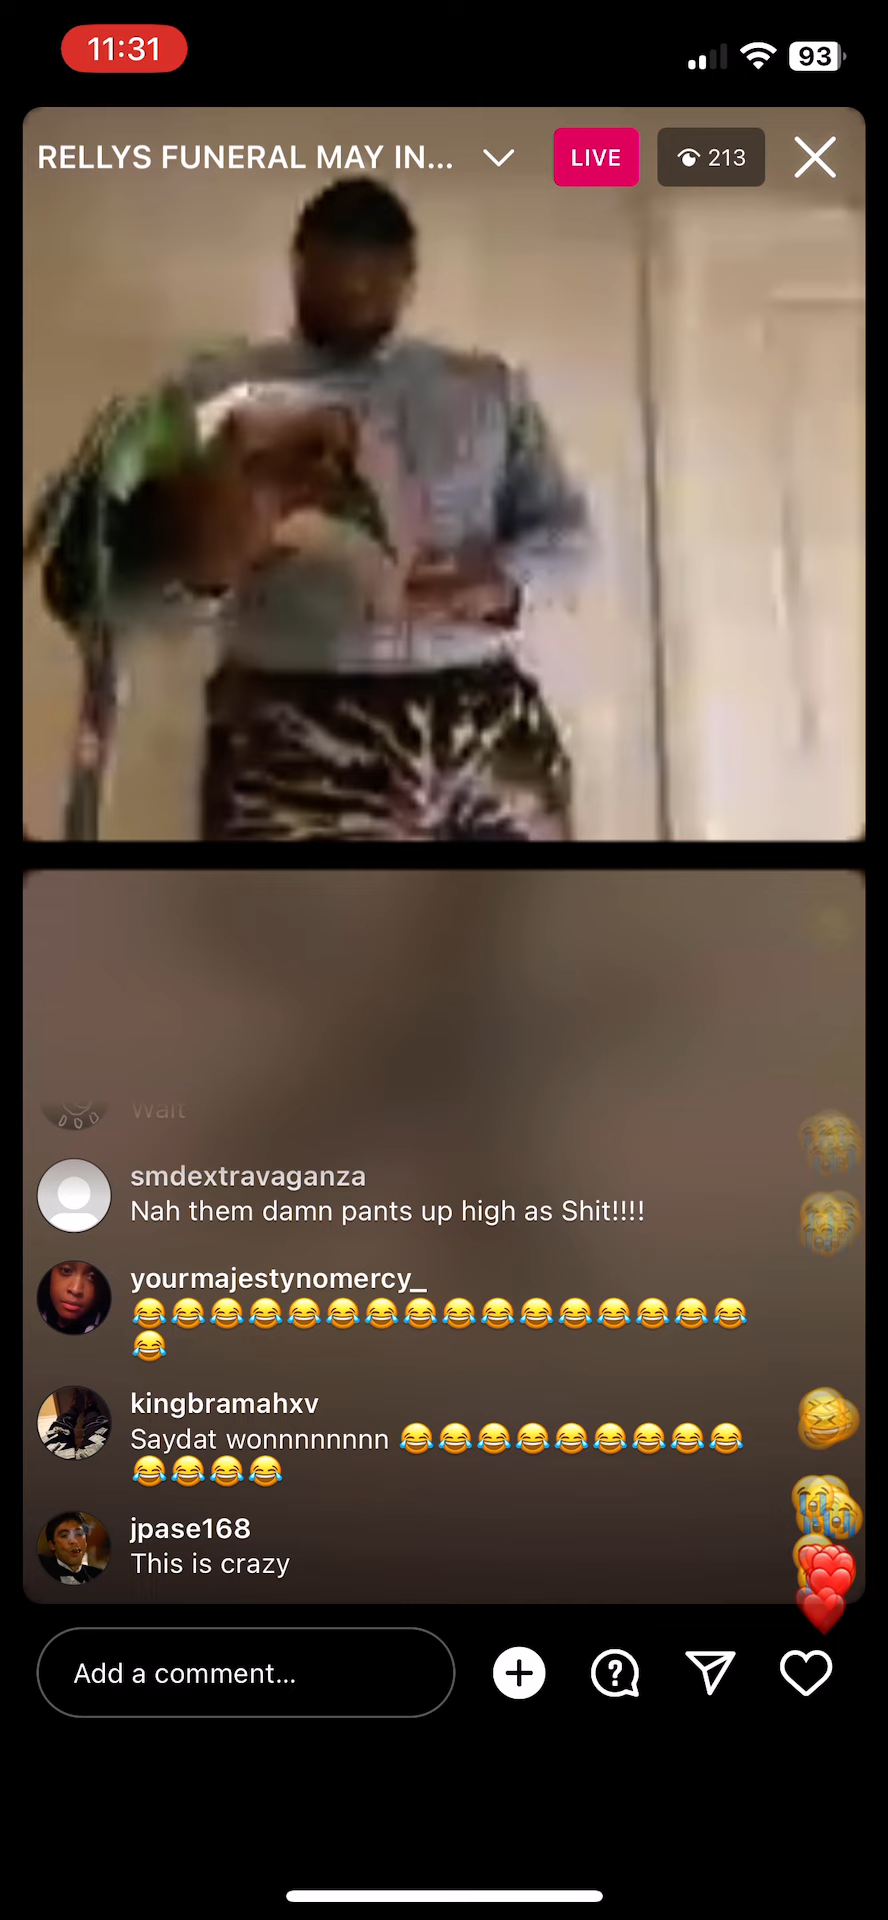 11:31
93
RELLYS FUNERAL MAY IN...
LIVE
213
Wait
smdextravaganza
Nah them damn pants up high as Shit!!!!
yourmajestynomercy_
😂😂😂😂😂😂😂😂😂😂😂😂😂😂😂😂
😂
kingbramahxv
Saydat wonnnnnnnn 😂😂😂😂😂😂😂😂😂
😂😂😂😂
jpase168
This is crazy
Add a comment...